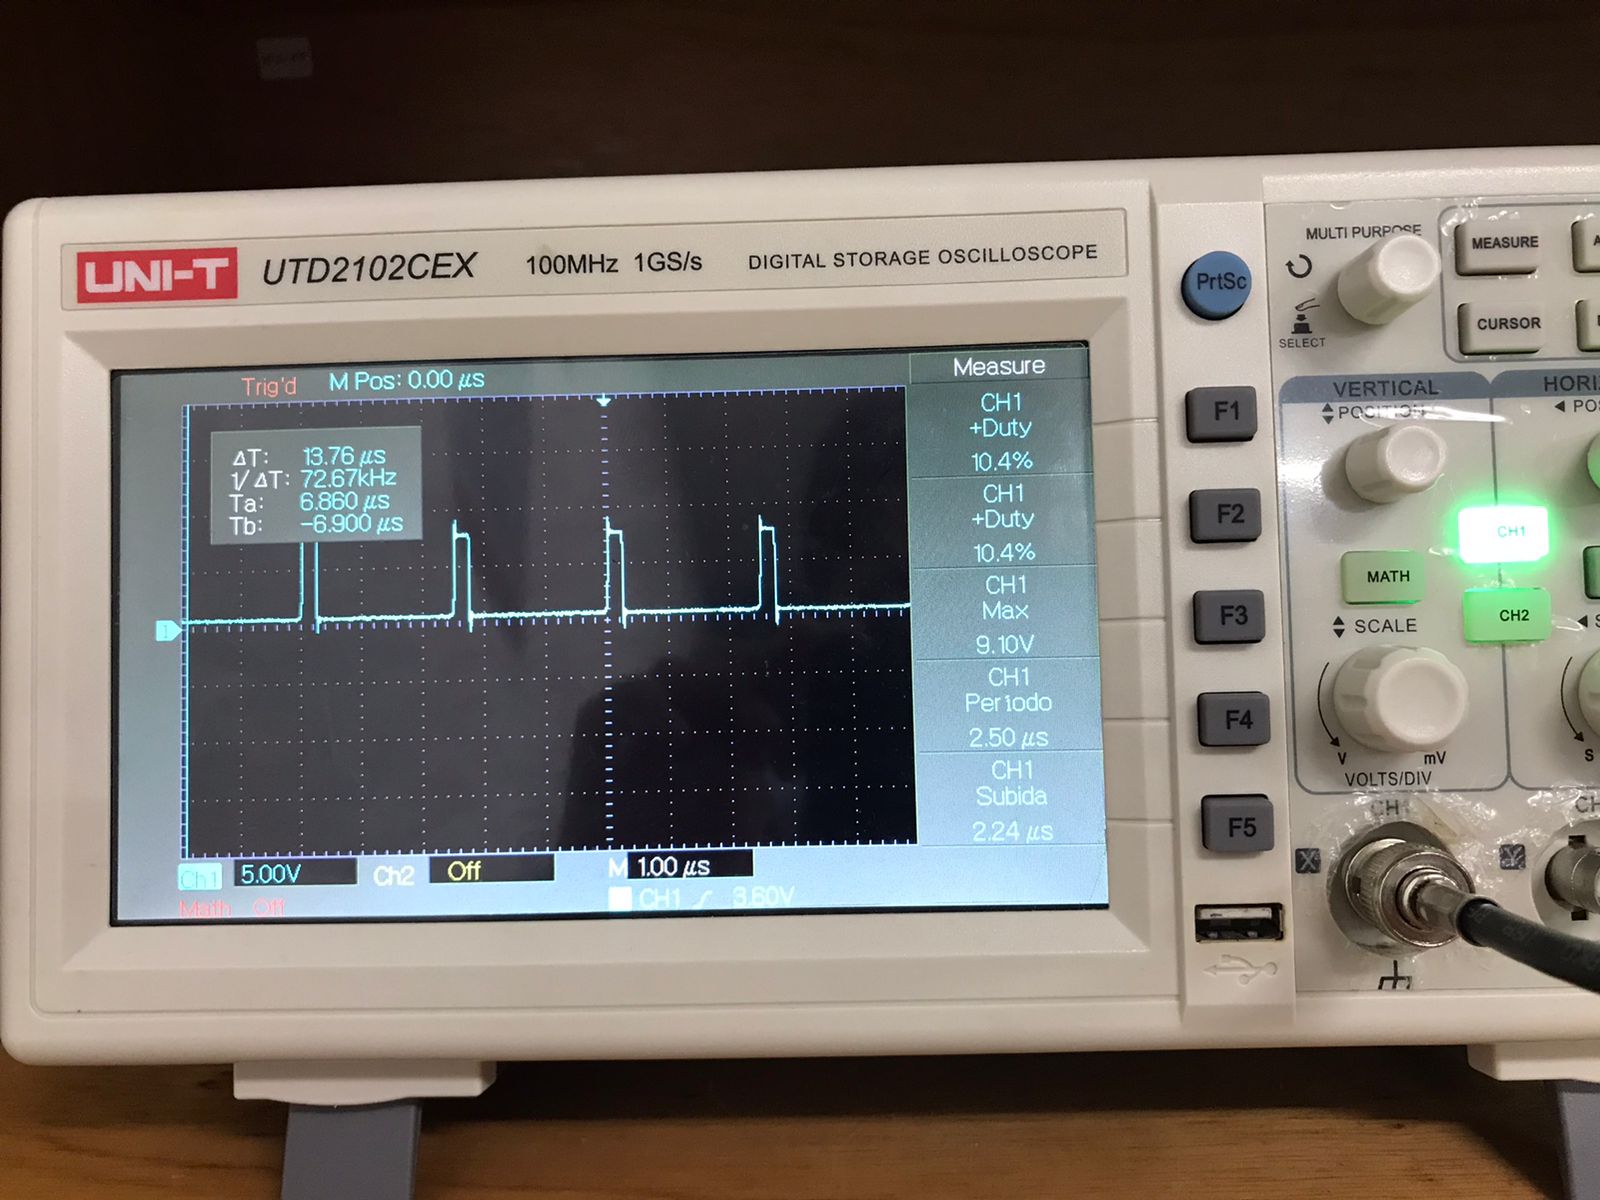 UNI-T UTD2102CEX 100MHz 1GS/s DIGITAL STORAGE OSCILLOSCOPE
Trig'd M Pos: 0.00 μs
ΔT: 13.76 μs
1/ΔT: 72.67kHz
Ta: 6.860 μs
Tb: -6.900 μs
1
Ch1 5.00V Ch2 Off M 1.00 μs
Math Off CH1 3.60V
Measure
CH1
+Duty
10.4%
CH1
+Duty
10.4%
CH1
Max
9.10V
CH1
Período
2.50 μs
CH1
Subida
2.24 μs
PrtSc
F1
F2
F3
F4
F5
MULTI PURPOSE
SELECT
MEASURE
CURSOR
VERTICAL
POSITION
CH1
MATH
CH2
SCALE
V mV
VOLTS/DIV
CH1
X
Y
S